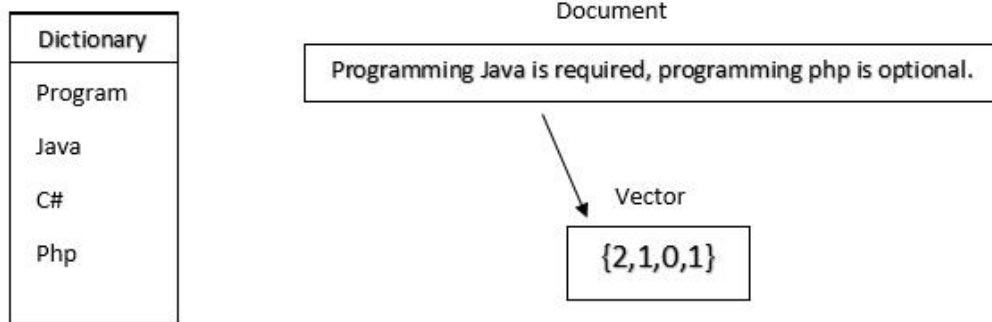 Dictionary
Program
Java
C#
Php
Document
Programming Java is required, programming php is optional.
Vector
{2,1,0,1}